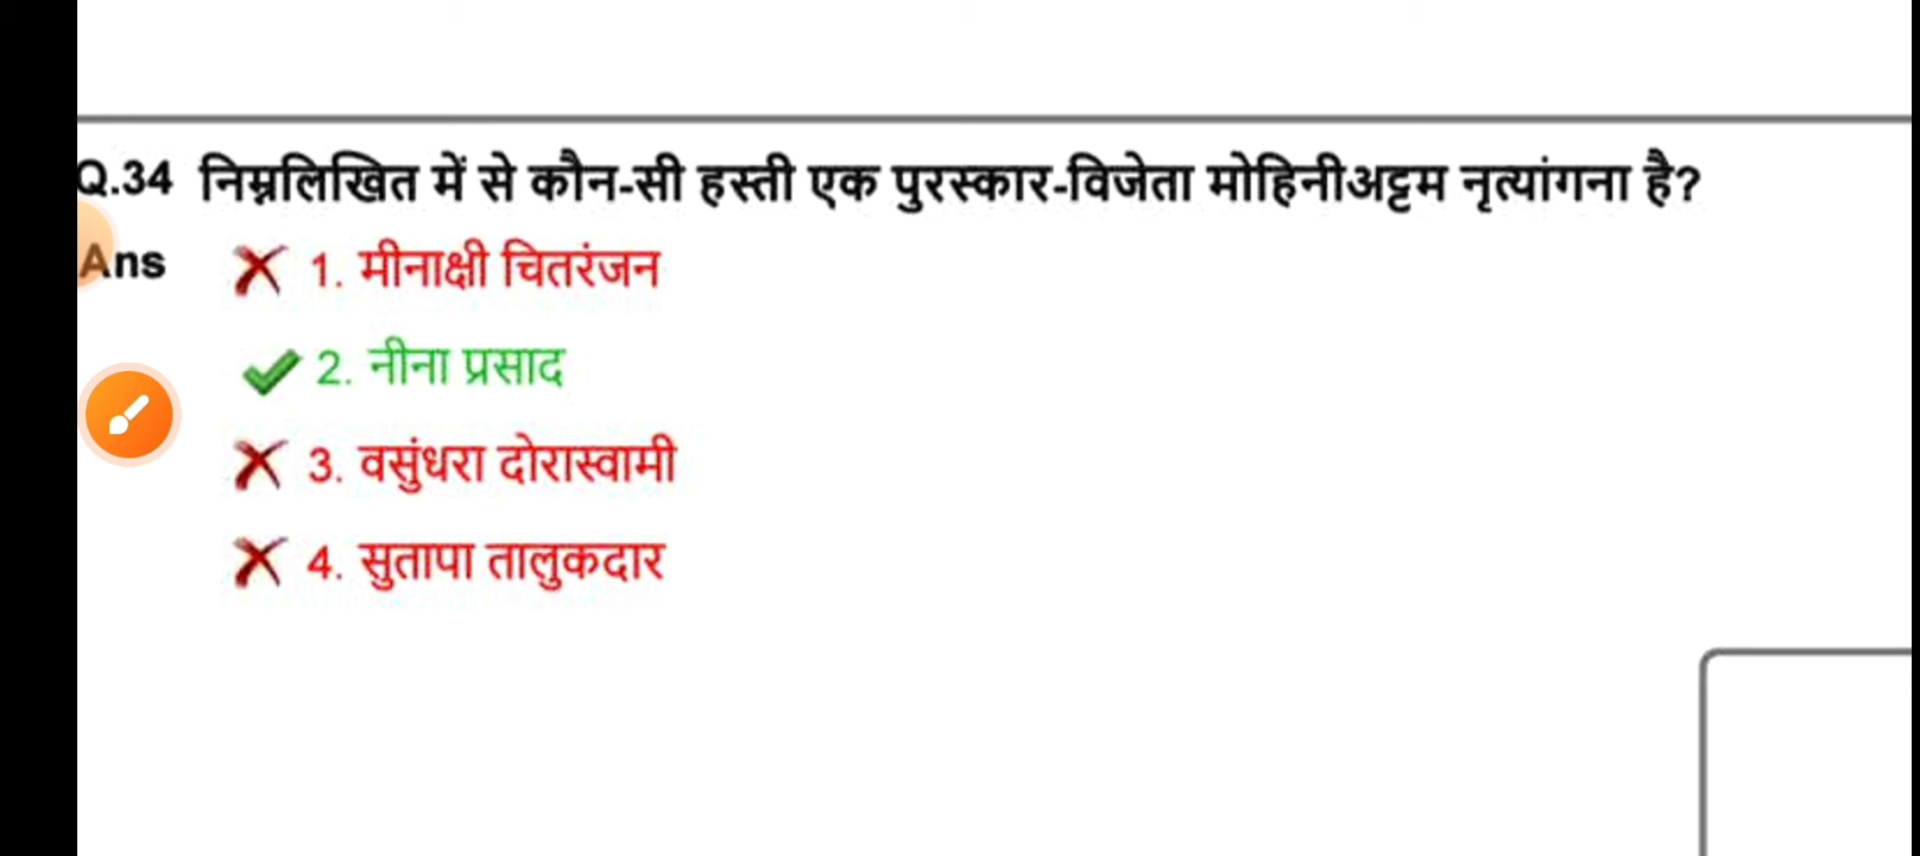 Q.34 निम्नलिखित में से कौन-सी हस्ती एक पुरस्कार-विजेता मोहिनीअट्टम नृत्यांगना है?
Ans 1. मीनाक्षी चितरंजन
2. नीना प्रसाद
3. वसुंधरा दोरास्वामी
4. सुतापा तालुकदार